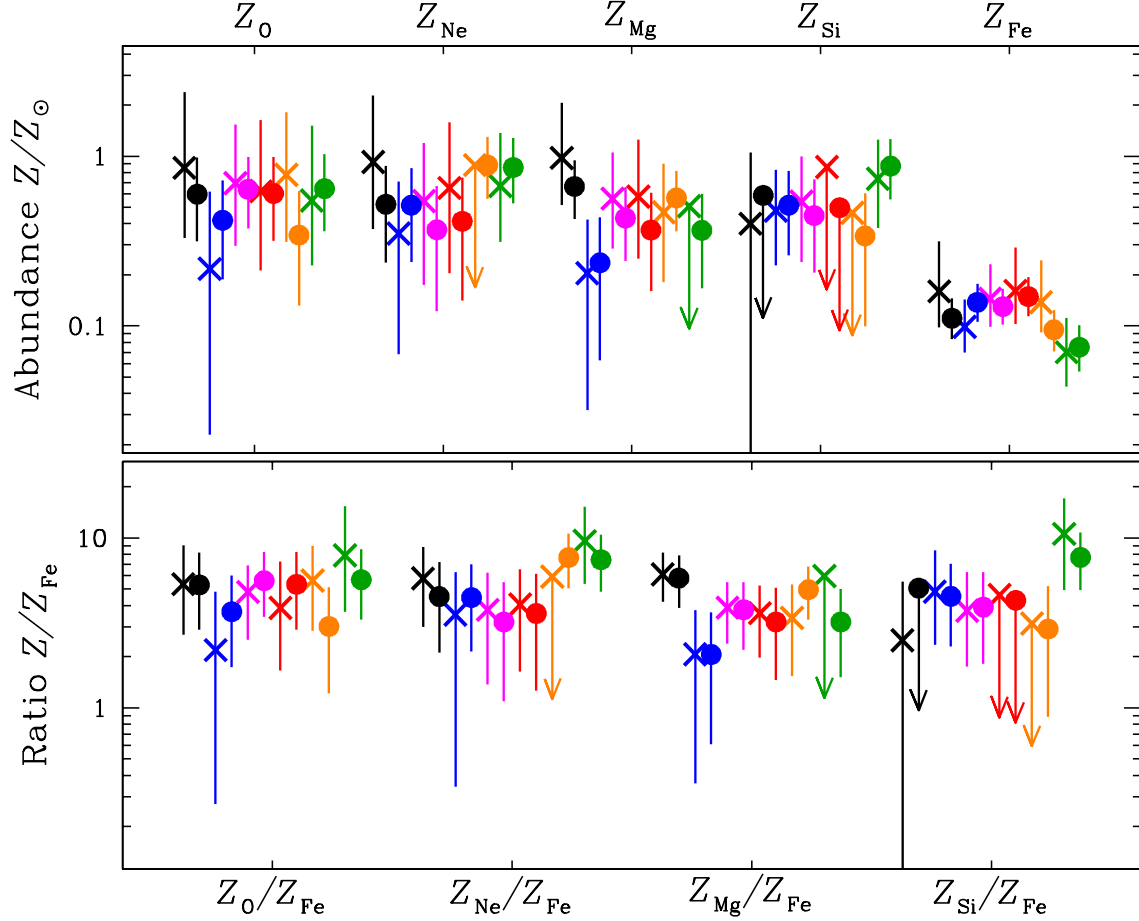 Z_O Z_Ne Z_Mg Z_Si Z_Fe
Abundance Z/Z_⊙
1
0.1
Ratio Z/Z_Fe
10
1
Z_O/Z_Fe Z_Ne/Z_Fe Z_Mg/Z_Fe Z_Si/Z_Fe